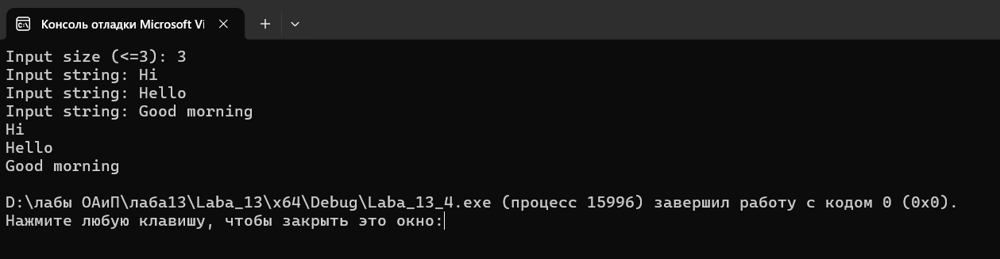 Консоль отладки Microsoft Vi
Input size (<=3): 3
Input string: Hi
Input string: Hello
Input string: Good morning
Hi
Hello
Good morning
D:\лабы ОАиП\лаба13\Laba_13\x64\Debug\Laba_13_4.exe (процесс 15996) завершил работу с кодом 0 (0x0).
Нажмите любую клавишу, чтобы закрыть это окно: